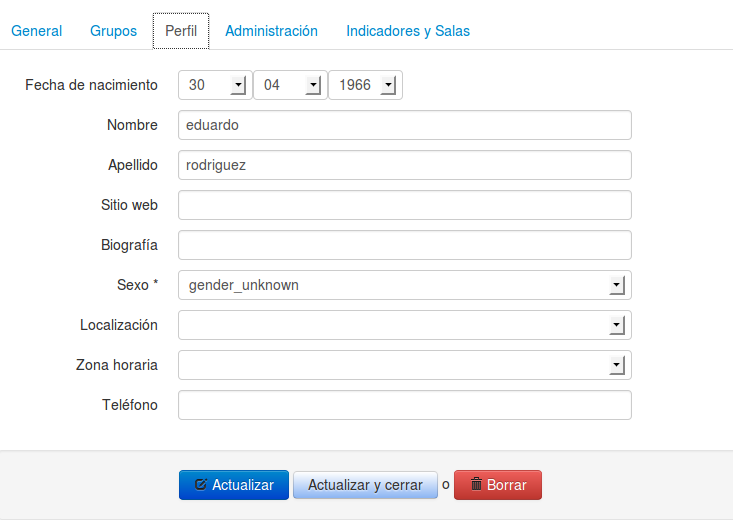 General Grupos Perfil Administración Indicadores y Salas
Fecha de nacimiento 30 04 1966
Nombre eduardo
Apellido rodriguez
Sitio web
Biografía
Sexo * gender_unknown
Localización
Zona horaria
Teléfono
Actualizar Actualizar y cerrar o Borrar